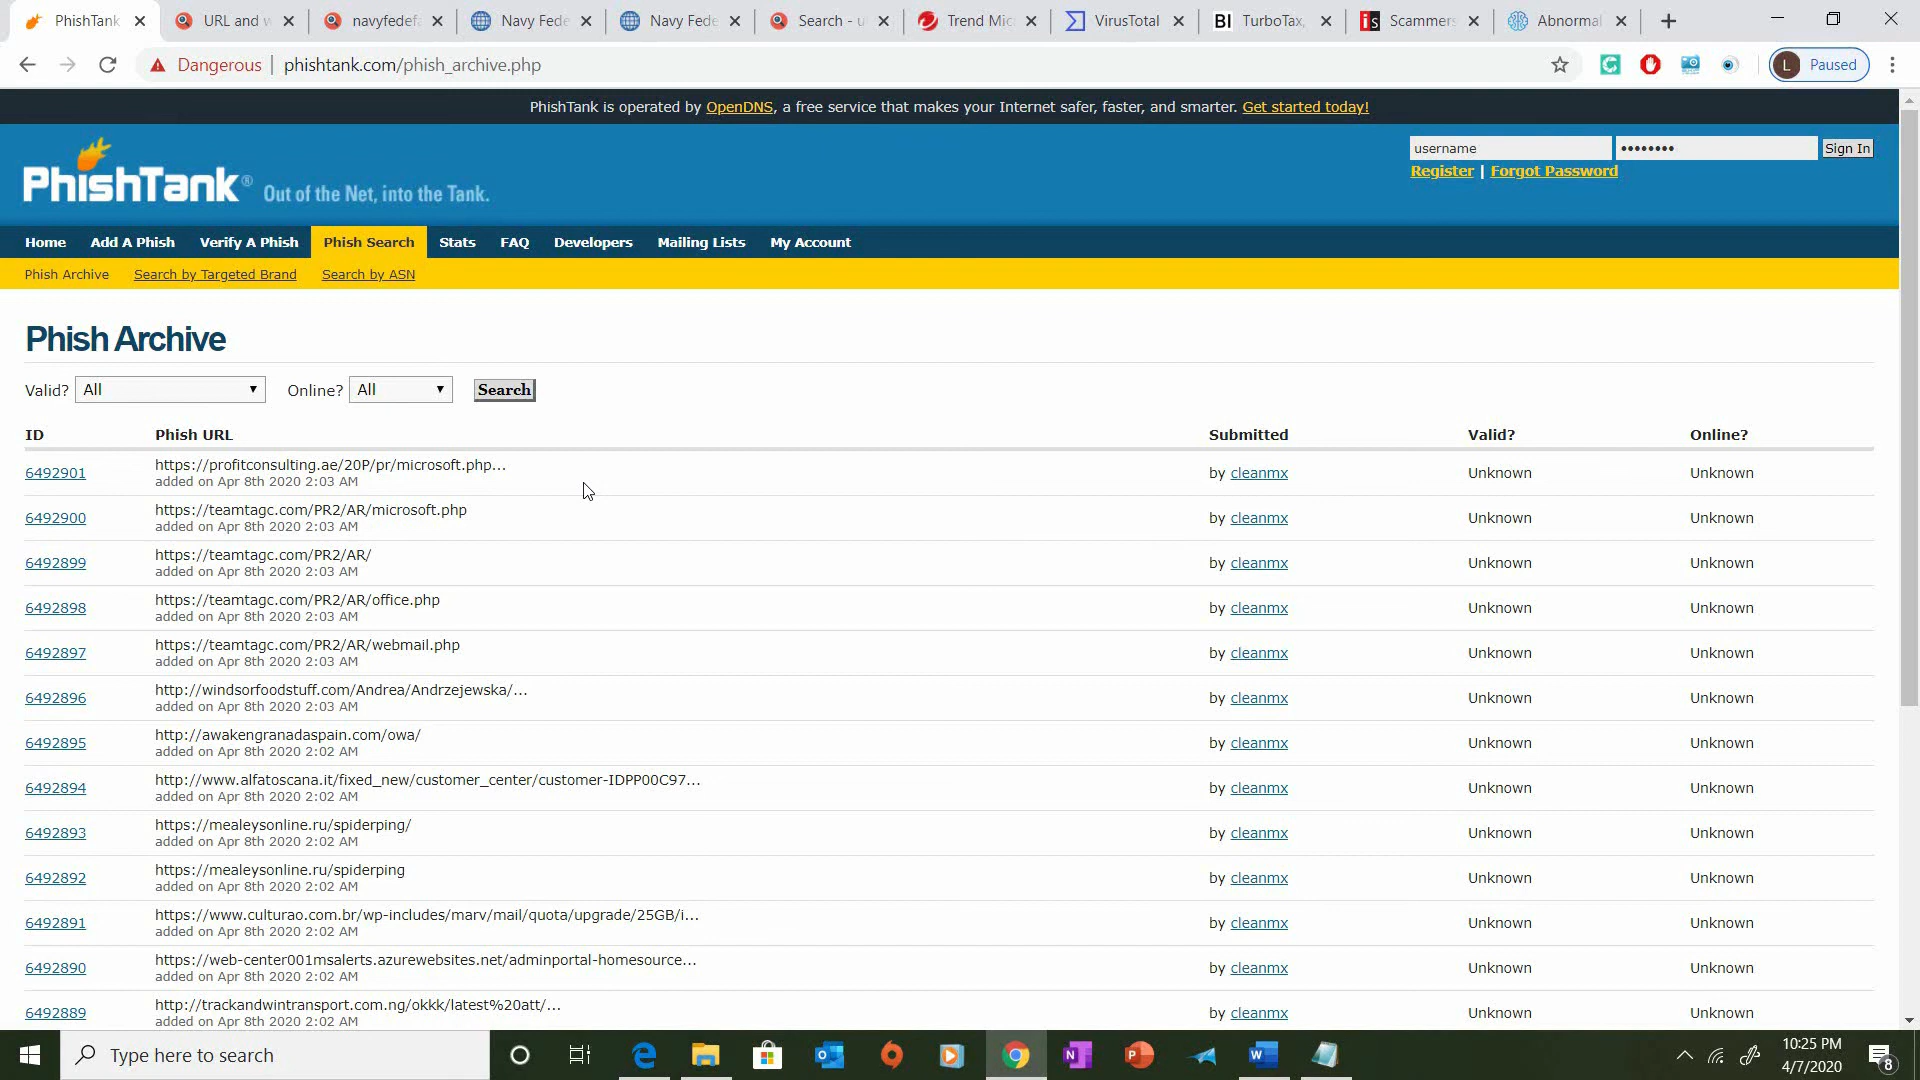 PhishTank
URL and w
navyfedefa
Navy Fede
Navy Fede
Search - u
Trend Mic
VirusTotal
TurboTax,
Scammers
Abnormal
Dangerous | phishtank.com/phish_archive.php
L Paused
PhishTank is operated by OpenDNS, a free service that makes your Internet safer, faster, and smarter. Get started today!
PhishTank® Out of the Net, into the Tank.
username •••••••• Sign In
Register | Forgot Password
Home Add A Phish Verify A Phish Phish Search Stats FAQ Developers Mailing Lists My Account
Phish Archive Search by Targeted Brand Search by ASN
Phish Archive
Valid? All Online? All Search
ID Phish URL Submitted Valid? Online?
6492901 https://profitconsulting.ae/20P/pr/microsoft.php... by cleanmx Unknown Unknown
added on Apr 8th 2020 2:03 AM
6492900 https://teamtagc.com/PR2/AR/microsoft.php by cleanmx Unknown Unknown
added on Apr 8th 2020 2:03 AM
6492899 https://teamtagc.com/PR2/AR/ by cleanmx Unknown Unknown
added on Apr 8th 2020 2:03 AM
6492898 https://teamtagc.com/PR2/AR/office.php by cleanmx Unknown Unknown
added on Apr 8th 2020 2:03 AM
6492897 https://teamtagc.com/PR2/AR/webmail.php by cleanmx Unknown Unknown
added on Apr 8th 2020 2:03 AM
6492896 http://windsorfoodstuff.com/Andrea/Andrzejewska/... by cleanmx Unknown Unknown
added on Apr 8th 2020 2:03 AM
6492895 http://awakengranadaspain.com/owa/ by cleanmx Unknown Unknown
added on Apr 8th 2020 2:02 AM
6492894 http://www.alfatoscana.it/fixed_new/customer_center/customer-IDPP00C97... by cleanmx Unknown Unknown
added on Apr 8th 2020 2:02 AM
6492893 https://mealeysonline.ru/spiderping/ by cleanmx Unknown Unknown
added on Apr 8th 2020 2:02 AM
6492892 https://mealeysonline.ru/spiderping by cleanmx Unknown Unknown
added on Apr 8th 2020 2:02 AM
6492891 https://www.culturao.com.br/wp-includes/marv/mail/quota/upgrade/25GB/i... by cleanmx Unknown Unknown
added on Apr 8th 2020 2:02 AM
6492890 https://web-center001msalerts.azurewebsites.net/adminportal-homesource... by cleanmx Unknown Unknown
added on Apr 8th 2020 2:02 AM
6492889 http://trackandwintransport.com.ng/okkk/latest%20att/... by cleanmx Unknown Unknown
added on Apr 8th 2020 2:02 AM
Type here to search
10:25 PM
4/7/2020
8